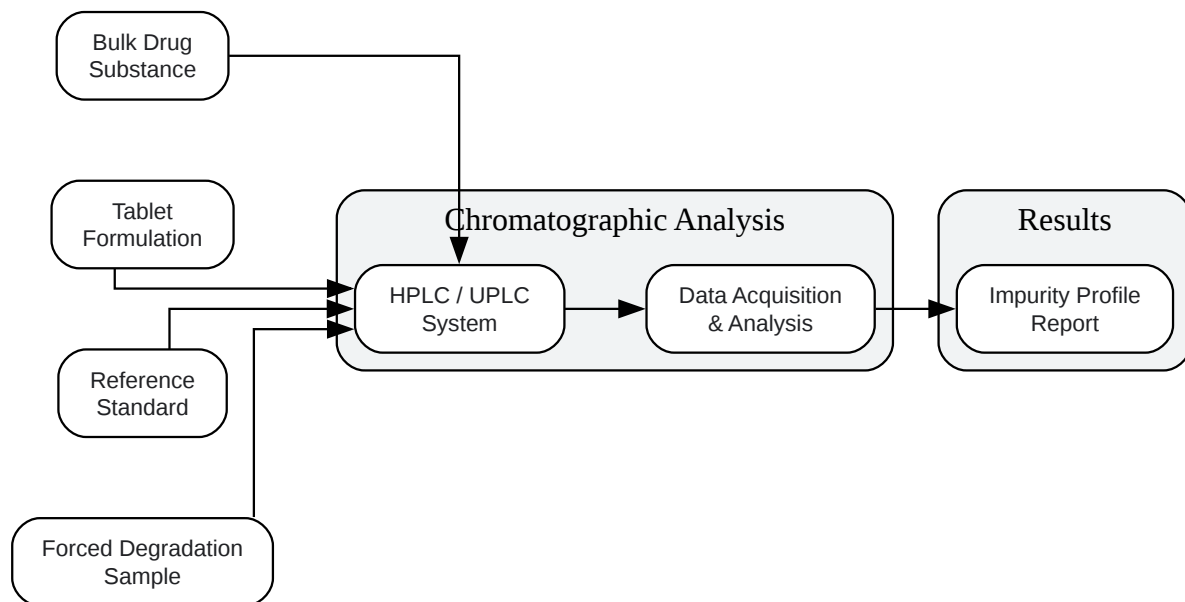 Bulk Drug
Substance
Tablet
Formulation
Chromatographic Analysis
Results
HPLC / UPLC
System
Data Acquisition
& Analysis
Impurity Profile
Report
Reference
Standard
Forced Degradation
Sample